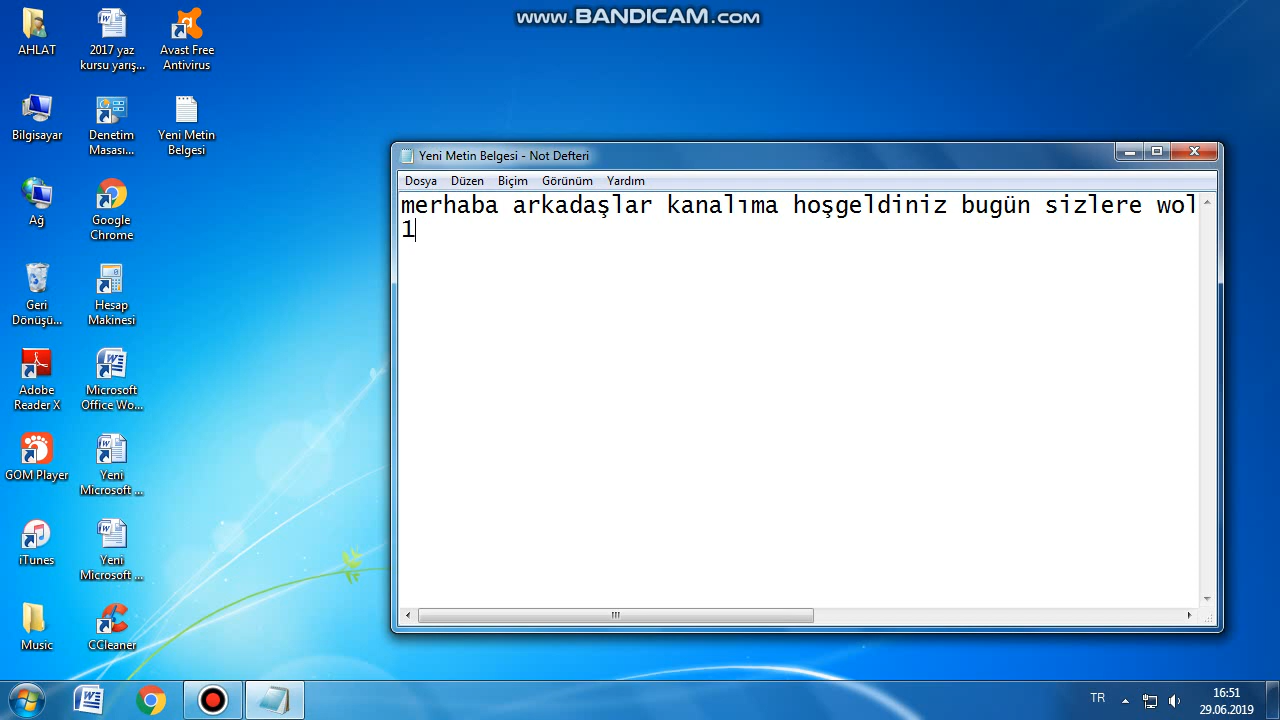 www.BANDICAM.com
AHLAT
2017 yaz
kursu yarış...
Avast Free
Antivirus
Bilgisayar
Denetim
Masası...
Yeni Metin
Belgesi
Ağ
Google
Chrome
Geri
Dönüşü...
Hesap
Makinesi
Adobe
Reader X
Microsoft
Office Wo...
GOM Player
Yeni
Microsoft ...
iTunes
Yeni
Microsoft ...
Music
CCleaner
Yeni Metin Belgesi - Not Defteri
Dosya Düzen Biçim Görünüm Yardım
merhaba arkadaşlar kanalıma hoşgeldiniz bugün sizlere wol
1
TR
16:51
29.06.2019